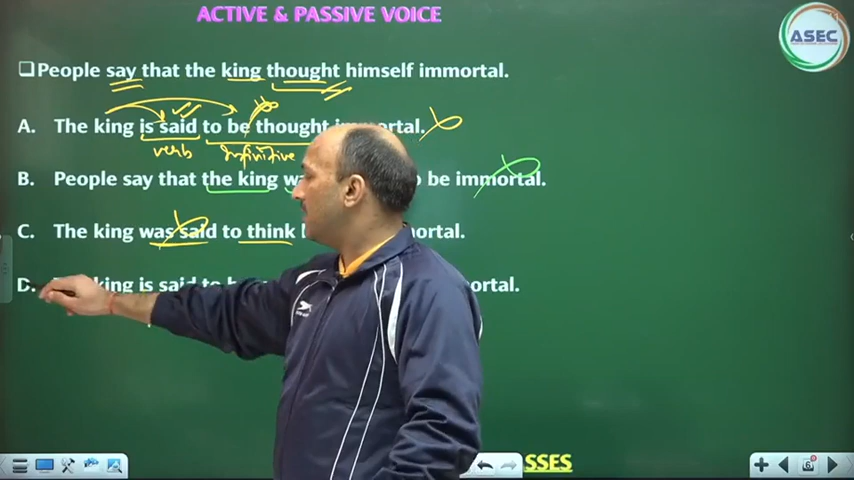 ACTIVE & PASSIVE VOICE
ASEC
❑People say that the king thought himself immortal.
A. The king is said to be thought immortal.
verb Infinitive
B. People say that the king to be immortal.
C. The king was said to think
D. king is said to
SSES